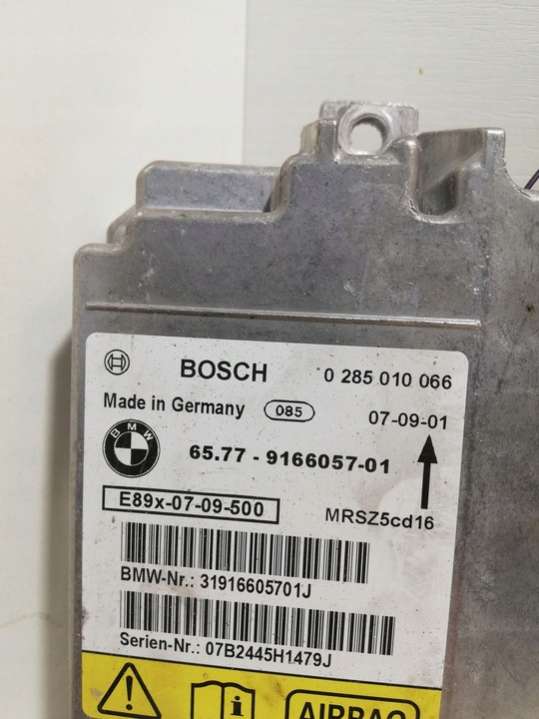 BOSCH 0 285 010 066
Made in Germany 085 07-09-01
BMW 65.77 - 9166057-01
E89x-07-09-500 MRSZ5cd16
BMW-Nr.: 31916605701J
Serien-Nr.: 07B2445H1479J
AIRBAG